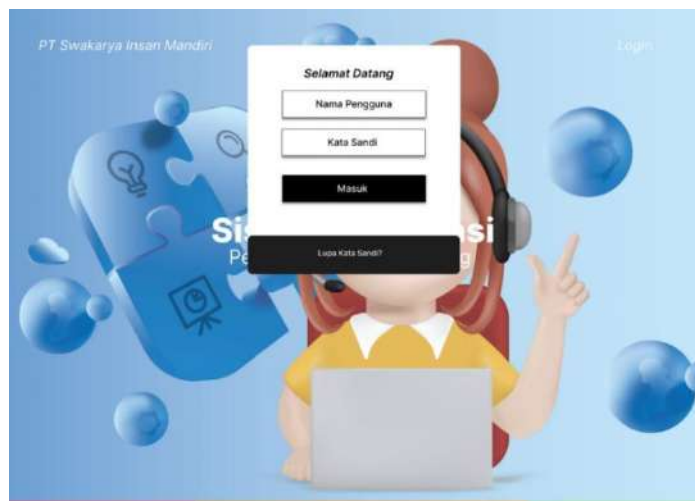 PT Swakarya Insan Mandiri
Login
Selamat Datang
Nama Pengguna
Kata Sandi
Masuk
Lupa Kata Sandi?